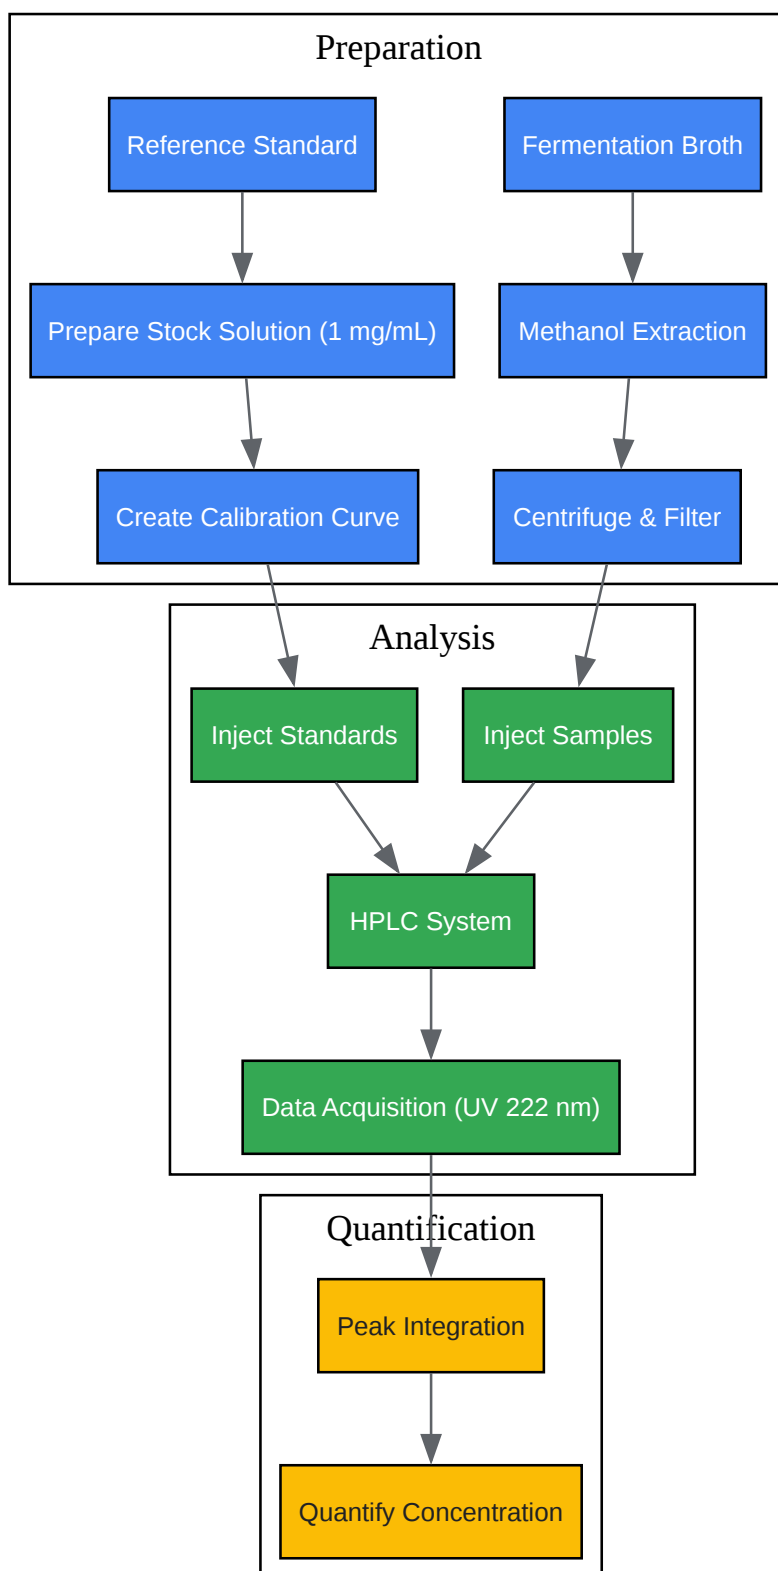 Preparation
Reference Standard
Fermentation Broth
Prepare Stock Solution (1 mg/mL)
Methanol Extraction
Create Calibration Curve
Centrifuge & Filter
Analysis
Inject Standards
Inject Samples
HPLC System
Data Acquisition (UV 222 nm)
Quantification
Peak Integration
Quantify Concentration